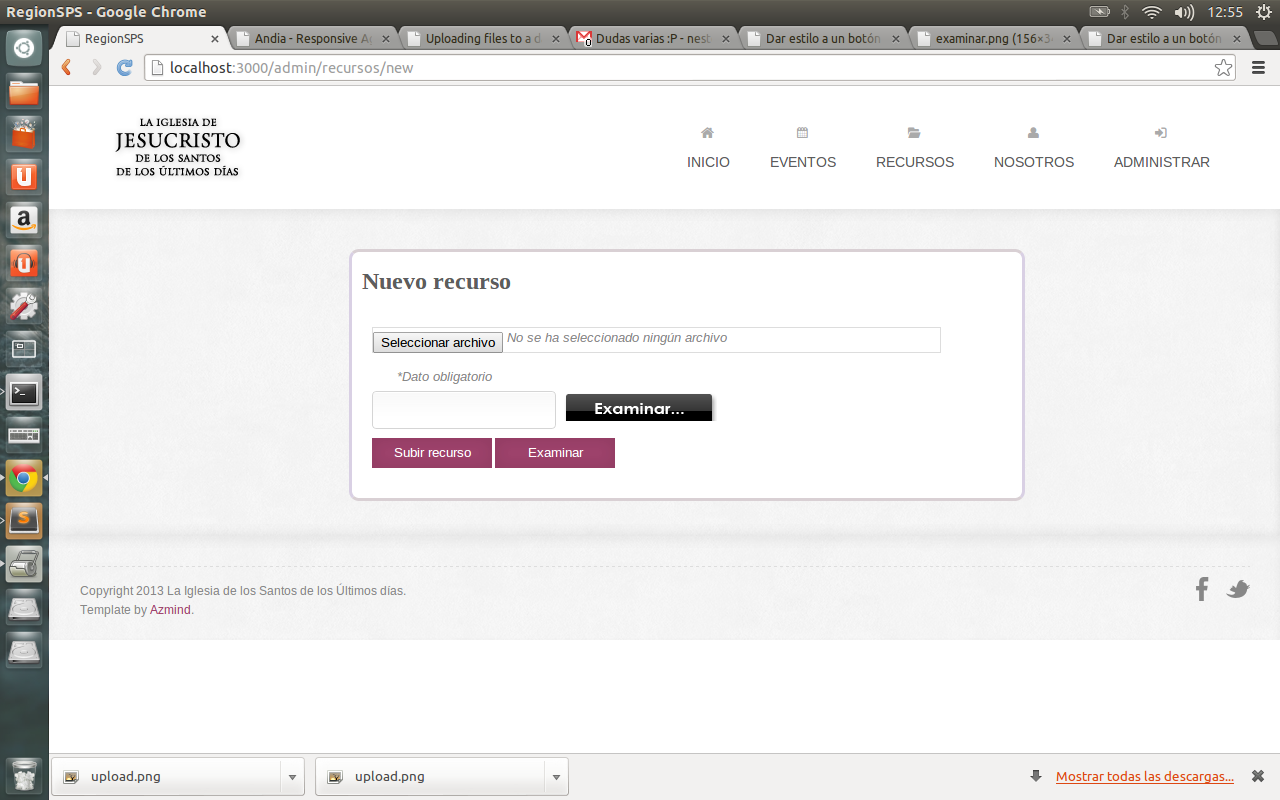 RegionSPS - Google Chrome
12:55
RegionSPS
Andia - Responsive Ag
Uploading files to a d
Dudas varias :P - nest
Dar estilo a un botón
examinar.png (156×34
Dar estilo a un botón
localhost:3000/admin/recursos/new
LA IGLESIA DE
JESUCRISTO
DE LOS SANTOS
DE LOS ÚLTIMOS DÍAS
INICIO
EVENTOS
RECURSOS
NOSOTROS
ADMINISTRAR
Nuevo recurso
Seleccionar archivo
No se ha seleccionado ningún archivo
*Dato obligatorio
Examinar...
Subir recurso
Examinar
Copyright 2013 La Iglesia de los Santos de los Últimos días.
Template by Azmind.
upload.png
upload.png
Mostrar todas las descargas...